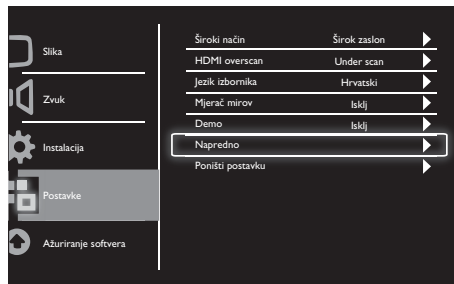 Slika
Zvuk
Instalacija
Postavke
Ažuriranje softvera
Široki način Širok zaslon
HDMI overscan Under scan
Jezik izbornika Hrvatski
Mjerač mirov Isklj
Demo Isklj
Napredno
Poništi postavku